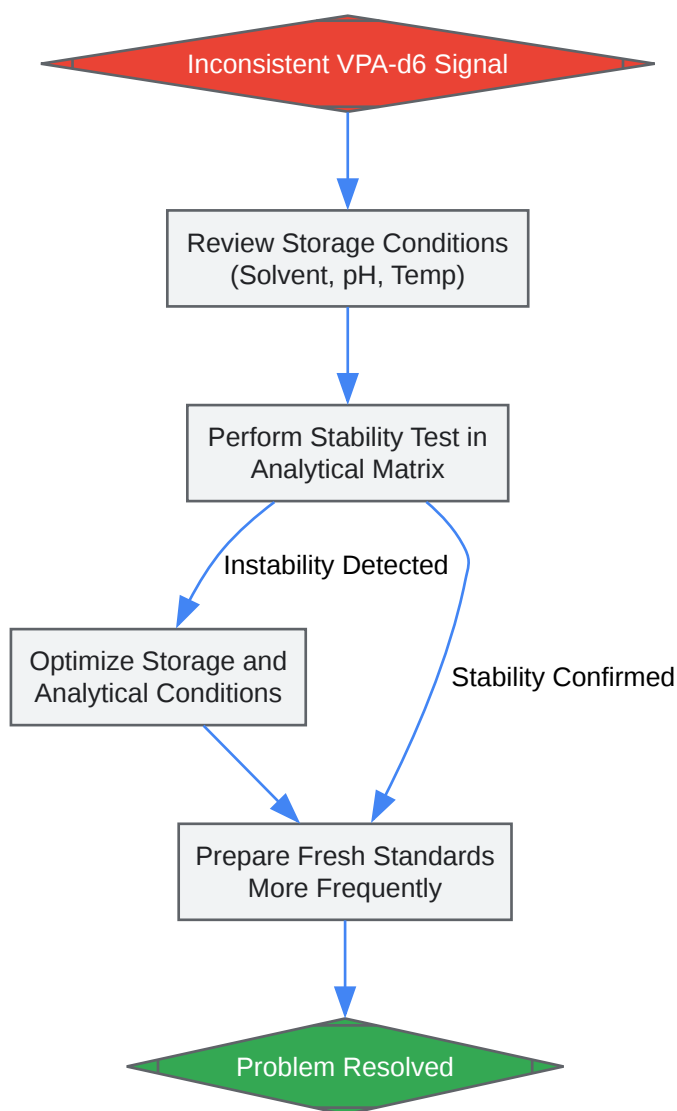 Inconsistent VPA-d6 Signal
Review Storage Conditions
(Solvent, pH, Temp)
Perform Stability Test in
Analytical Matrix
Instability Detected
Optimize Storage and
Analytical Conditions
Stability Confirmed
Prepare Fresh Standards
More Frequently
Problem Resolved